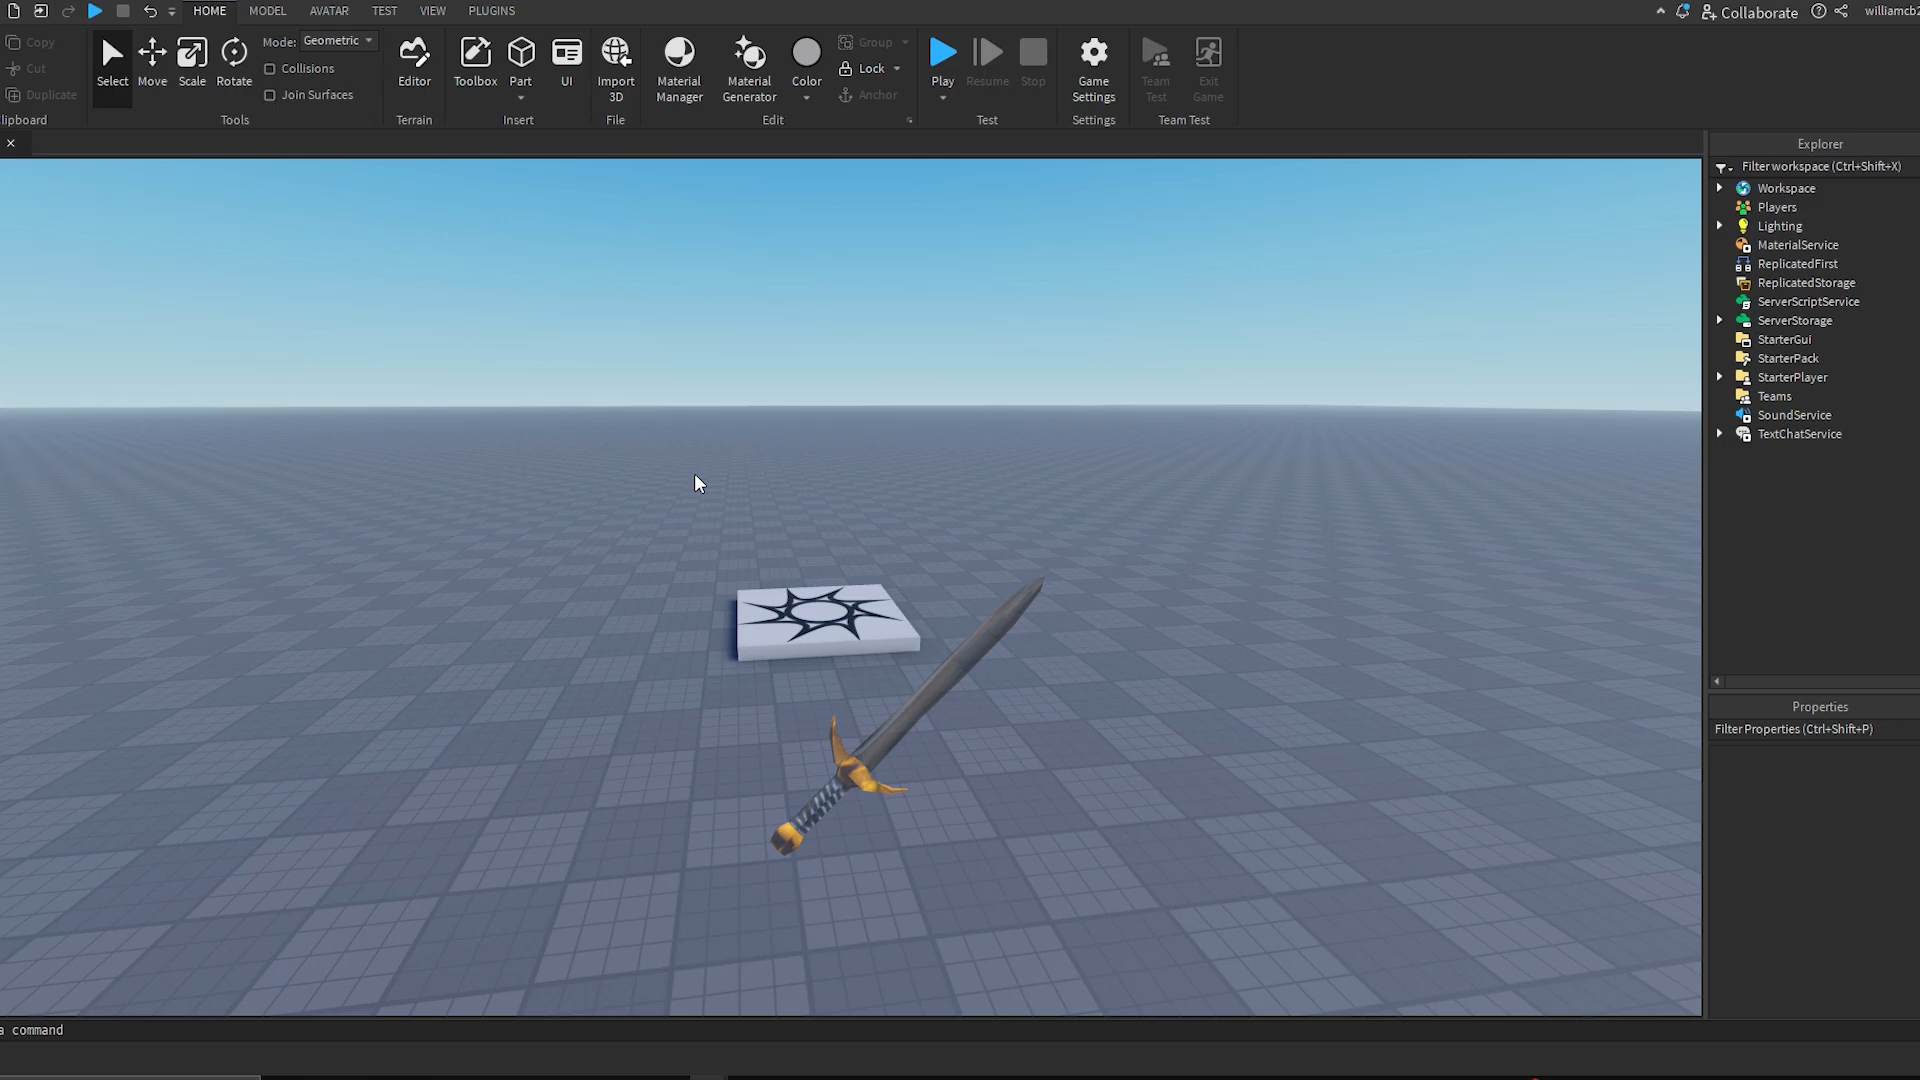 HOME MODEL AVATAR TEST VIEW PLUGINS
Collaborate
williamcb2
Copy
Cut
Duplicate
lipboard
Select
Move
Scale
Rotate
Mode: Geometric
Collisions
Join Surfaces
Tools
Editor
Terrain
Toolbox
Part
UI
Insert
Import
3D
File
Material
Manager
Material
Generator
Color
Group
Lock
Anchor
Edit
Play
Resume
Stop
Test
Game
Settings
Settings
Team
Test
Exit
Game
Team Test
Explorer
Filter workspace (Ctrl+Shift+X)
Workspace
Players
Lighting
MaterialService
ReplicatedFirst
ReplicatedStorage
ServerScriptService
ServerStorage
StarterGui
StarterPack
StarterPlayer
Teams
SoundService
TextChatService
Properties
Filter Properties (Ctrl+Shift+P)
a command